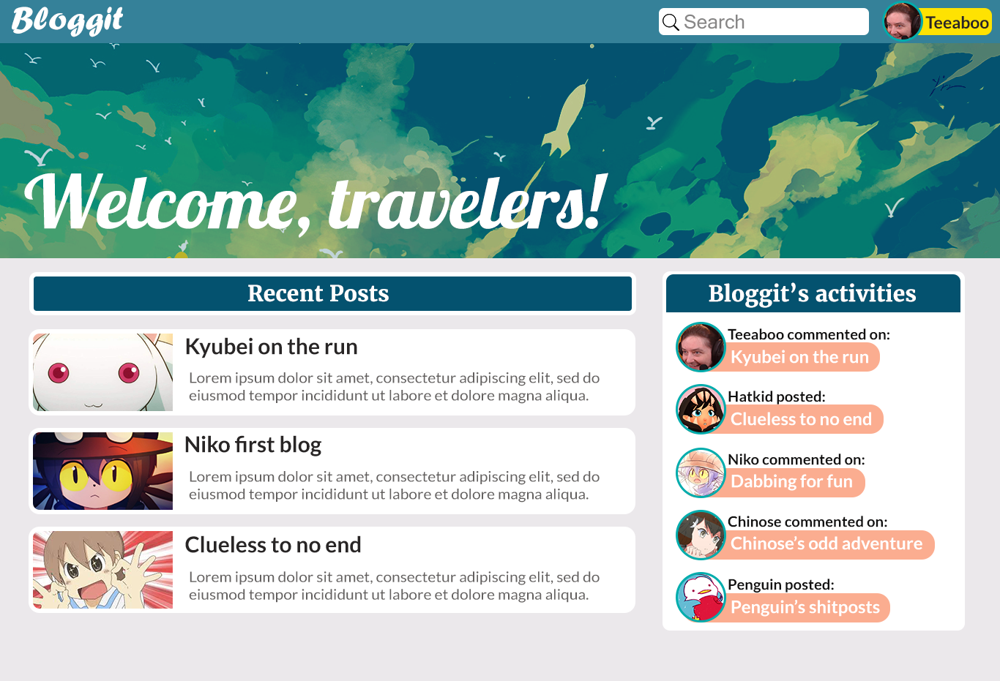 Bloggit
Search
Teeaboo
Welcome, travelers!
Recent Posts
Kyubei on the run
Lorem ipsum dolor sit amet, consectetur adipiscing elit, sed do
eiusmod tempor incididunt ut labore et dolore magna aliqua.
Niko first blog
Lorem ipsum dolor sit amet, consectetur adipiscing elit, sed do
eiusmod tempor incididunt ut labore et dolore magna aliqua.
Clueless to no end
Lorem ipsum dolor sit amet, consectetur adipiscing elit, sed do
eiusmod tempor incididunt ut labore et dolore magna aliqua.
Bloggit’s activities
Teeaboo commented on:
Kyubei on the run
Hatkid posted:
Clueless to no end
Niko commented on:
Dabbing for fun
Chinose commented on:
Chinose’s odd adventure
Penguin posted:
Penguin’s shitposts